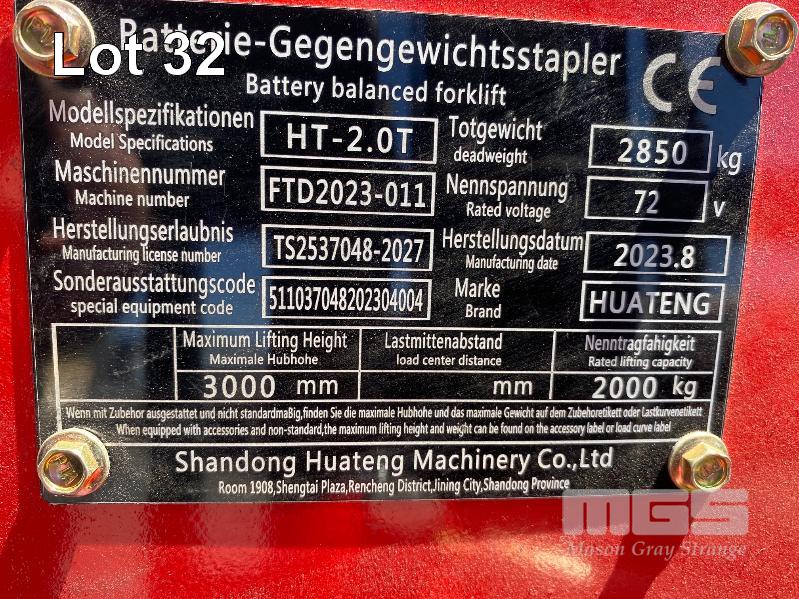 Lot 32
Batterie-Gegengewichtsstapler
Battery balanced forklift
CE
Modellspezifikationen
Model Specifications
HT-2.0T
Totgewicht
deadweight
2850 kg
Maschinennummer
Machine number
FTD2023-011
Nennspannung
Rated voltage
72 v
Herstellungserlaubnis
Manufacturing license number
TS2537048-2027
Herstellungsdatum
Manufacturing date
2023.8
Sonderausstattungscode
special equipment code
511037048202304004
Marke
Brand
HUATENG
Maximum Lifting Height
Maximale Hubhohe
3000 mm
Lastmittenabstand
load center distance
mm
Nenntragfahigkeit
Rated lifting capacity
2000 kg
Wenn mit Zubehor ausgestattet und nicht standardmaBig,finden Sie die maximale Hubhohe und das maximale Gewicht auf dem Zubehoretikett oder Lastkurvenetikett
When equipped with accessories and non-standard,the maximum lifting height and weight can be found on the accessory label or load curve label
Shandong Huateng Machinery Co.,Ltd
Room 1908,Shengtai Plaza,Rencheng District,Jining City,Shandong Province
MGS
Mason Gray Strange